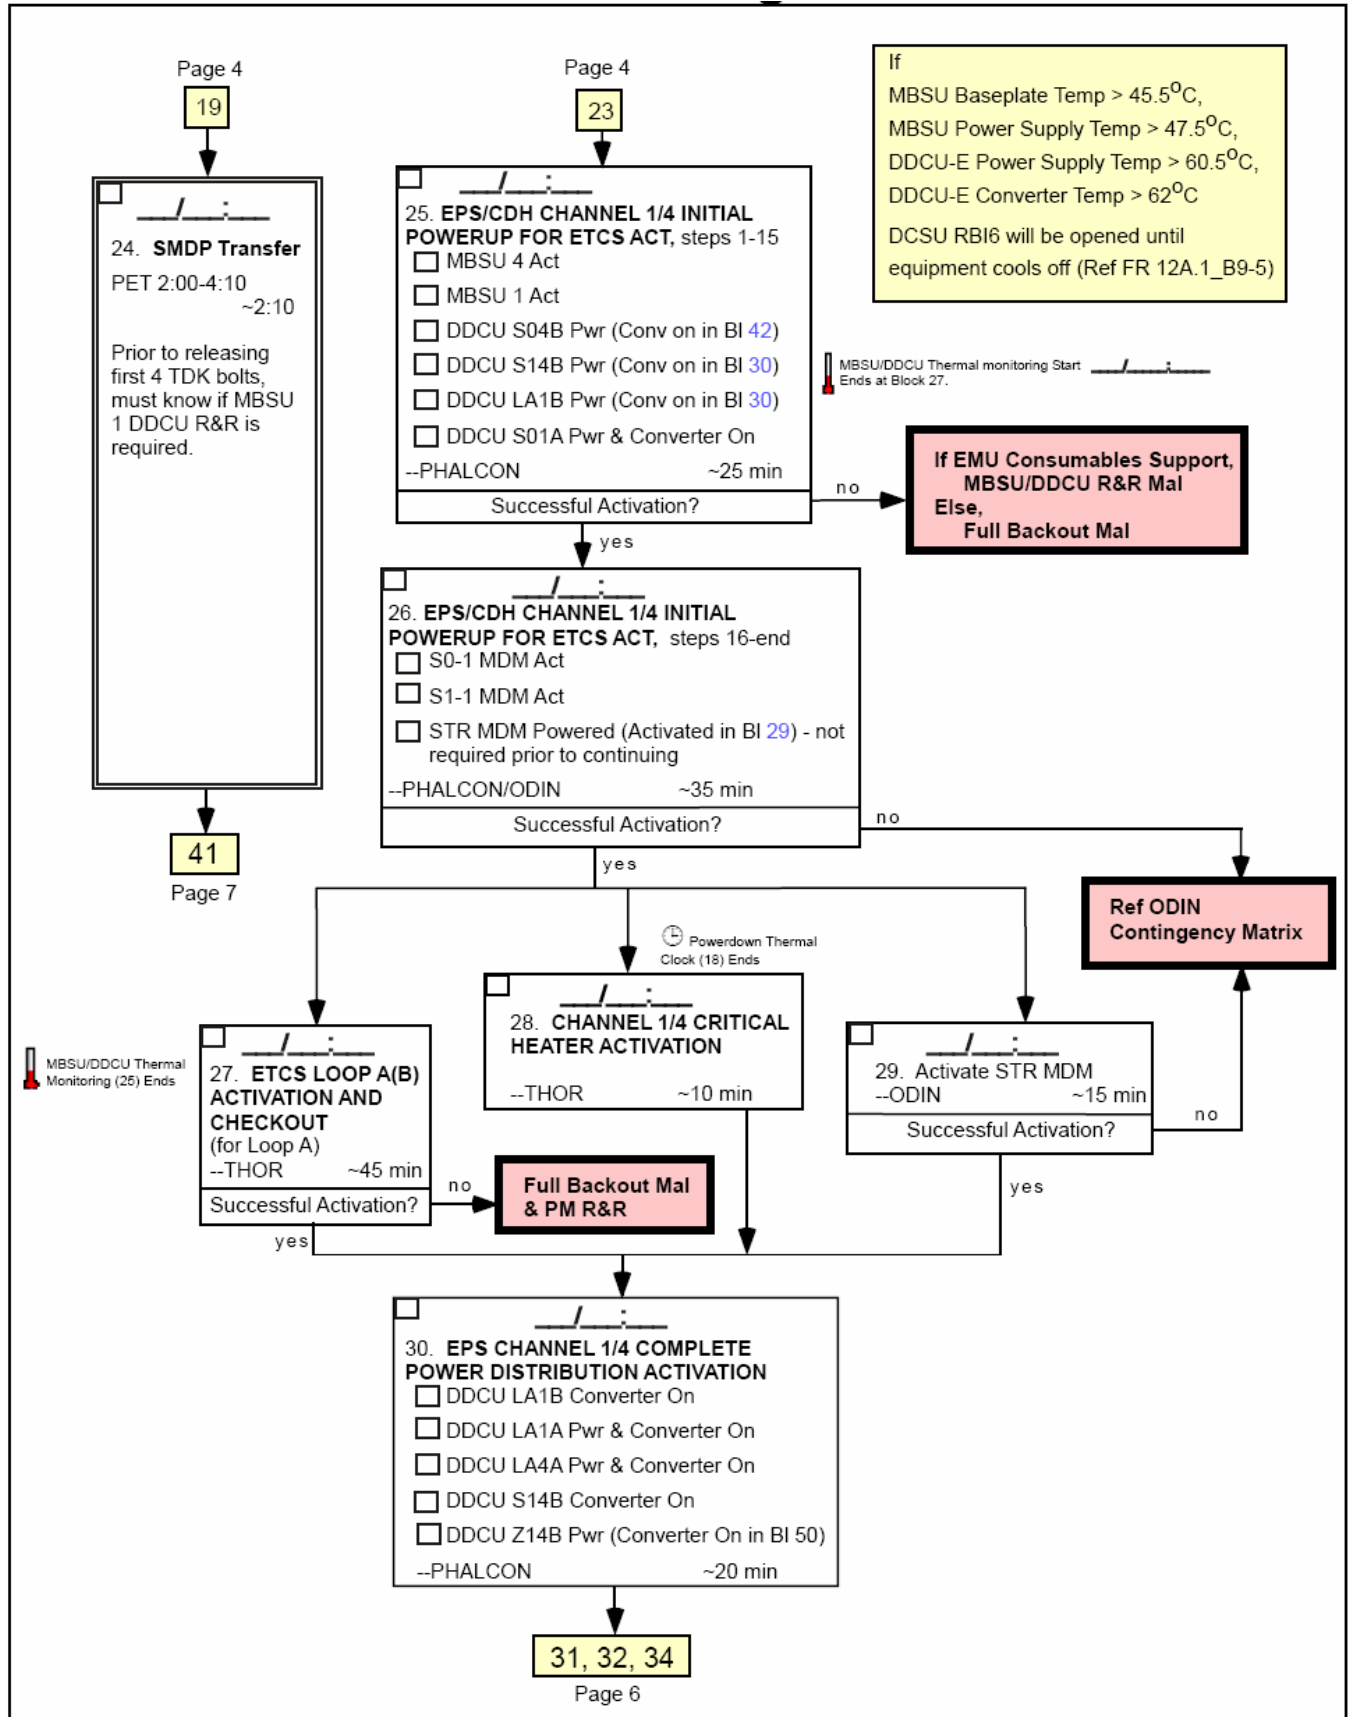 Page 4
19
___/___:___
24. SMDP Transfer
PET 2:00-4:10
~2:10
Prior to releasing
first 4 TDK bolts,
must know if MBSU
1 DDCU R&R is
required.
41
Page 7
Page 4
23
___/___:___
25. EPS/CDH CHANNEL 1/4 INITIAL
POWERUP FOR ETCS ACT, steps 1-15
MBSU 4 Act
MBSU 1 Act
DDCU S04B Pwr (Conv on in Bl 42)
DDCU S14B Pwr (Conv on in Bl 30)
DDCU LA1B Pwr (Conv on in Bl 30)
DDCU S01A Pwr & Converter On
--PHALCON ~25 min
Successful Activation?
no
yes
If
MBSU Baseplate Temp > 45.5°C,
MBSU Power Supply Temp > 47.5°C,
DDCU-E Power Supply Temp > 60.5°C,
DDCU-E Converter Temp > 62°C
DCSU RBI6 will be opened until
equipment cools off (Ref FR 12A.1_B9-5)
MBSU/DDCU Thermal monitoring Start ___/___:___
Ends at Block 27.
If EMU Consumables Support,
MBSU/DDCU R&R Mal
Else,
Full Backout Mal
___/___:___
26. EPS/CDH CHANNEL 1/4 INITIAL
POWERUP FOR ETCS ACT, steps 16-end
S0-1 MDM Act
S1-1 MDM Act
STR MDM Powered (Activated in Bl 29) - not
required prior to continuing
--PHALCON/ODIN ~35 min
Successful Activation?
no
yes
Ref ODIN
Contingency Matrix
Powerdown Thermal
Clock (18) Ends
MBSU/DDCU Thermal
Monitoring (25) Ends
___/___:___
27. ETCS LOOP A(B)
ACTIVATION AND
CHECKOUT
(for Loop A)
--THOR ~45 min
Successful Activation?
no
yes
Full Backout Mal
& PM R&R
___/___:___
28. CHANNEL 1/4 CRITICAL
HEATER ACTIVATION
--THOR ~10 min
___/___:___
29. Activate STR MDM
--ODIN ~15 min
Successful Activation?
no
yes
___/___:___
30. EPS CHANNEL 1/4 COMPLETE
POWER DISTRIBUTION ACTIVATION
DDCU LA1B Converter On
DDCU LA1A Pwr & Converter On
DDCU LA4A Pwr & Converter On
DDCU S14B Converter On
DDCU Z14B Pwr (Converter On in Bl 50)
--PHALCON ~20 min
31, 32, 34
Page 6